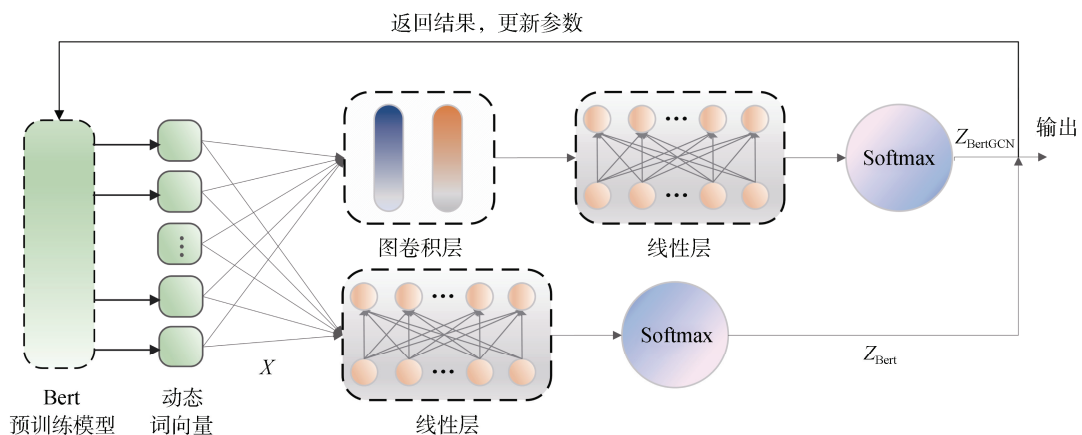 返回结果，更新参数
Z_BertGCN
输出
Softmax
图卷积层
线性层
Softmax
Z_Bert
X
Bert
预训练模型
动态
词向量
线性层